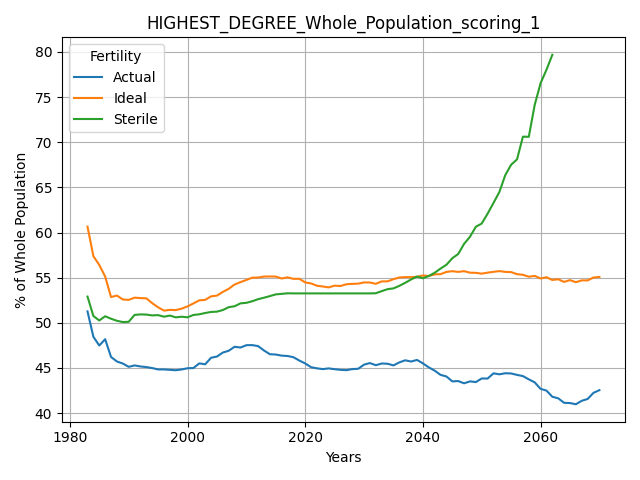 HIGHEST_DEGREE_Whole_Population_scoring_1
Fertility
Actual
Ideal
Sterile
% of Whole Population
80
75
70
65
60
55
50
45
40
1980
2000
2020
2040
2060
Years